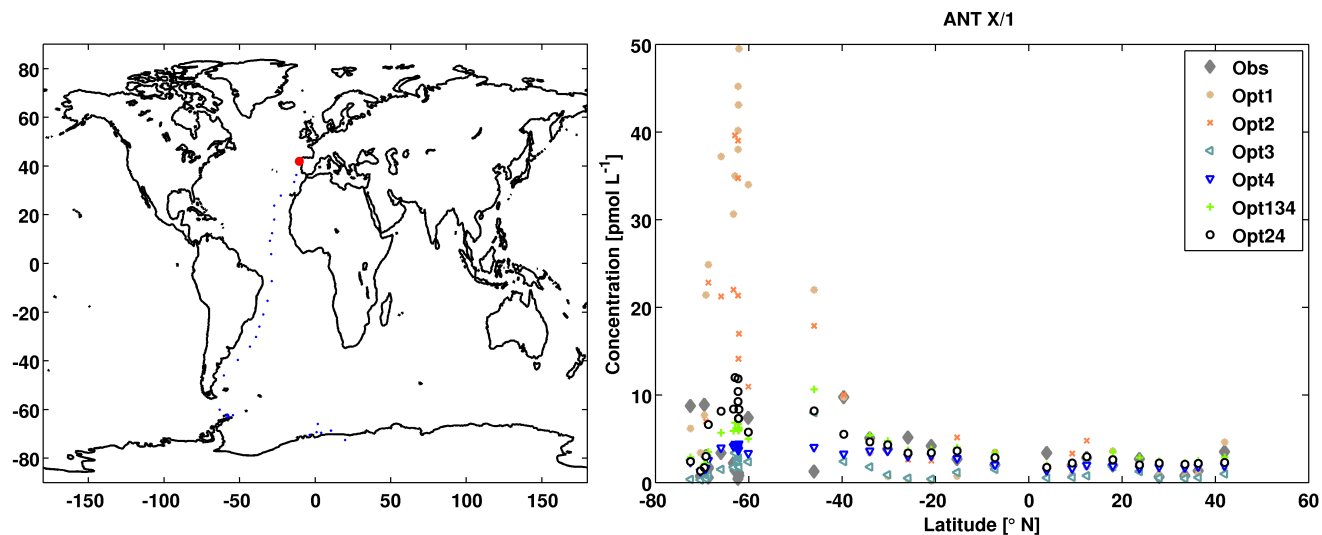 ANT X/1
80
60
40
20
0
-20
-40
-60
-80
-150 -100 -50 0 50 100 150
Concentration [pmol L-1]
50
40
30
20
10
0
-80 -60 -40 -20 0 20 40 60
Latitude [° N]
Obs
Opt1
Opt2
Opt3
Opt4
Opt134
Opt24